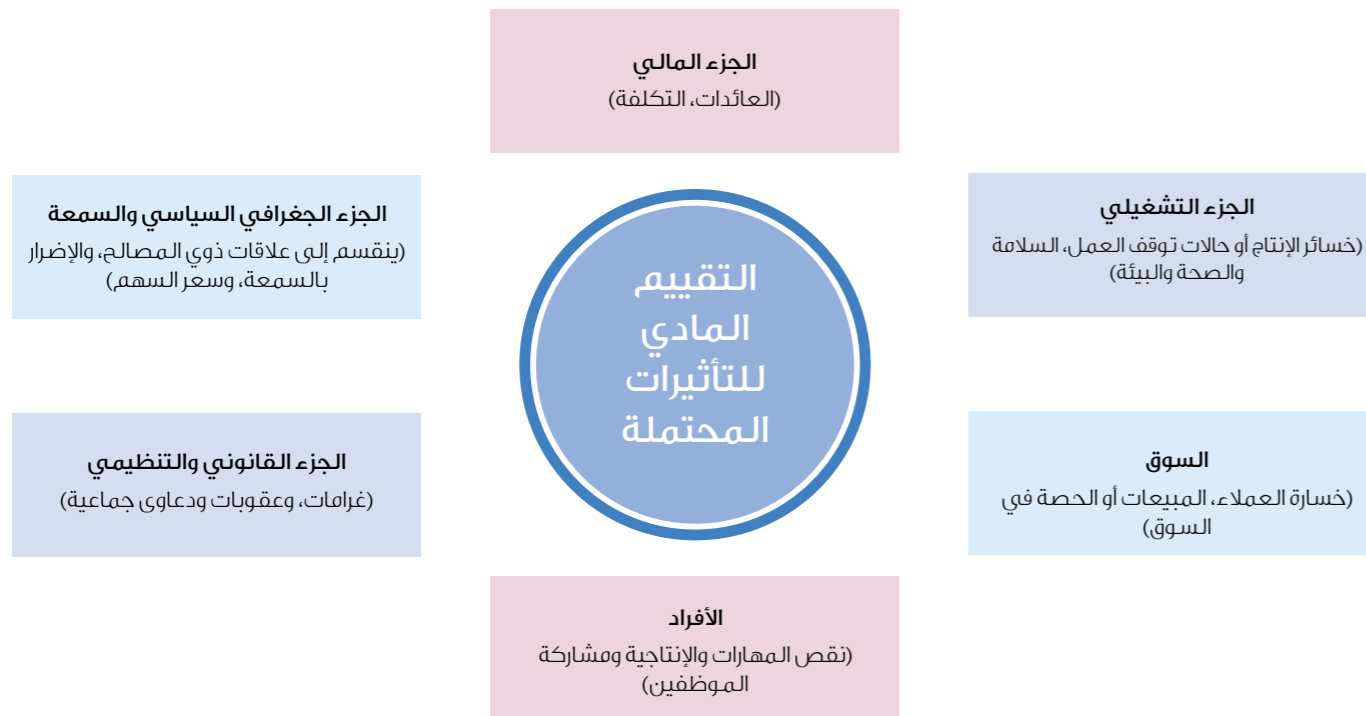 الجزء المالي
(العائدات، التكلفة)
الجزء التشغيلي
(خسائر الإنتاج أو حالات توقف العمل، السلامة
والصحة والبيئة)
الجزء الجغرافي السياسي والسمعة
(ينقسم إلى علاقات ذوي المصالح، والإضرار
بالسمعة، وسعر السهم)
التقييم
المادي
للتأثيرات
المحتملة
السوق
(خسارة العملاء، المبيعات أو الحصة في
السوق)
الجزء القانوني والتنظيمي
(غرامات، وعقوبات ودعاوى جماعية)
الأفراد
(نقص المهارات والإنتاجية ومشاركة
الموظفين)